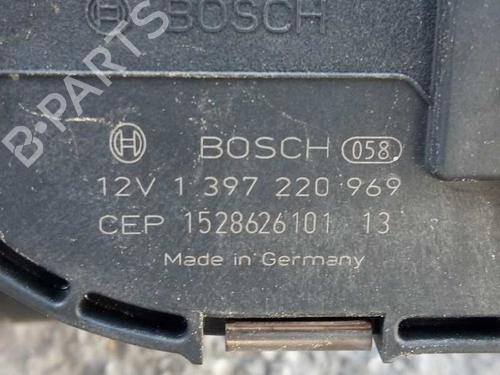 BOSCH
B-PARTS
BOSCH 058
12V 1 397 220 969
CEP 1528626101 13
Made in Germany